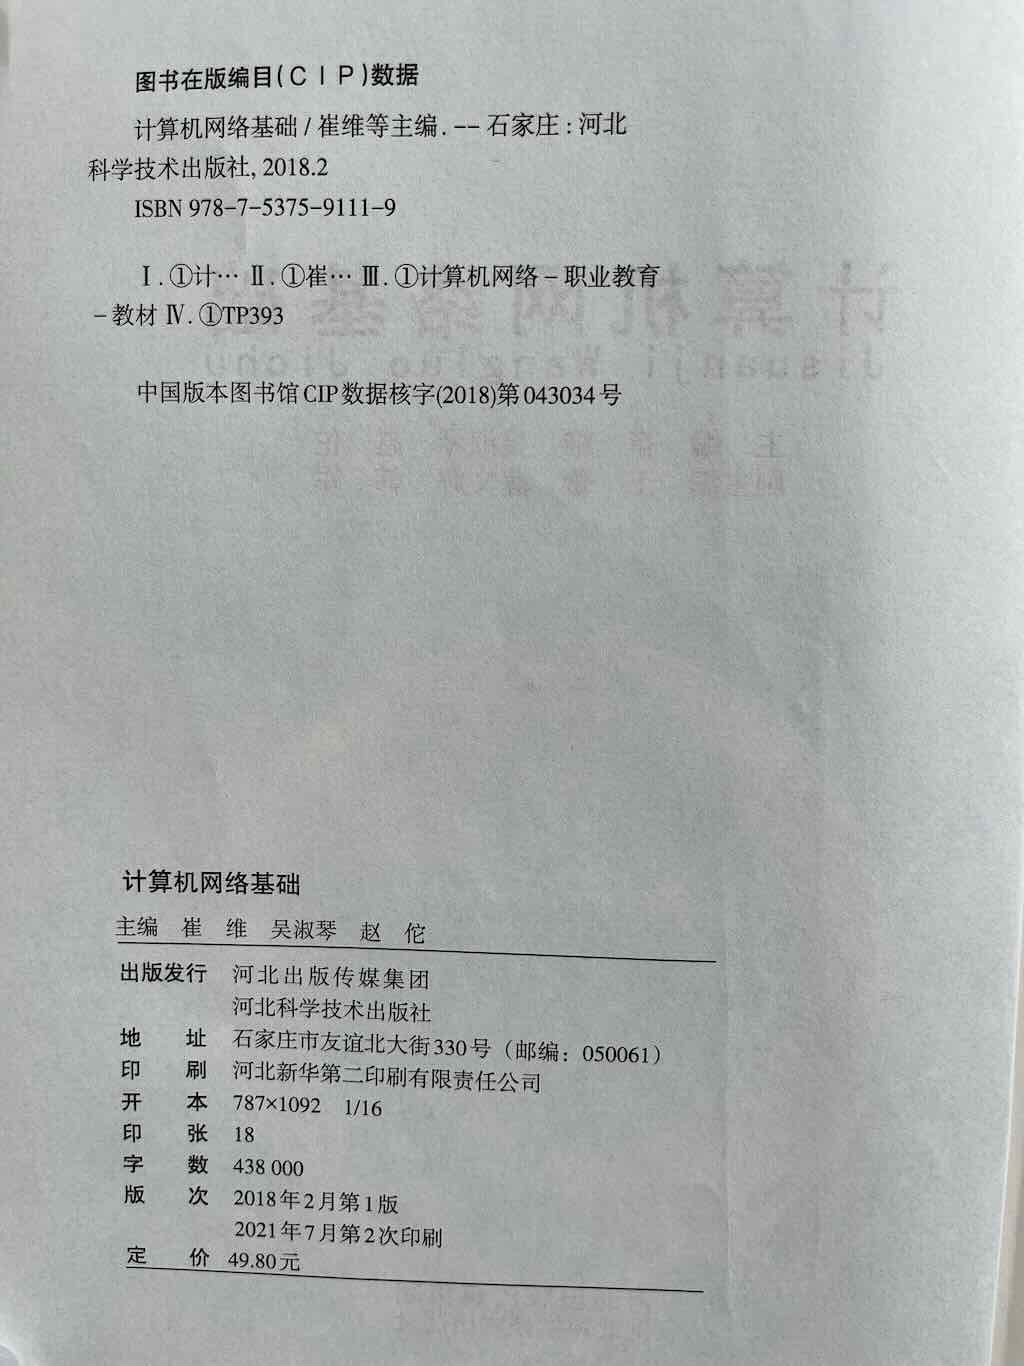 图书在版编目(CIP)数据
计算机网络基础/崔维等主编.--石家庄:河北
科学技术出版社,2018.2
ISBN 978-7-5375-9111-9
Ⅰ.①计… Ⅱ.①崔… Ⅲ.①计算机网络-职业教育
-教材 Ⅳ.①TP393
中国版本图书馆CIP数据核字(2018)第043034号
计算机网络基础
主编 崔 维 吴淑琴 赵 佗
出版发行 河北出版传媒集团
河北科学技术出版社
地 址 石家庄市友谊北大街330号（邮编：050061）
印 刷 河北新华第二印刷有限责任公司
开 本 787×1092 1/16
印 张 18
字 数 438 000
版 次 2018年2月第1版
2021年7月第2次印刷
定 价 49.80元